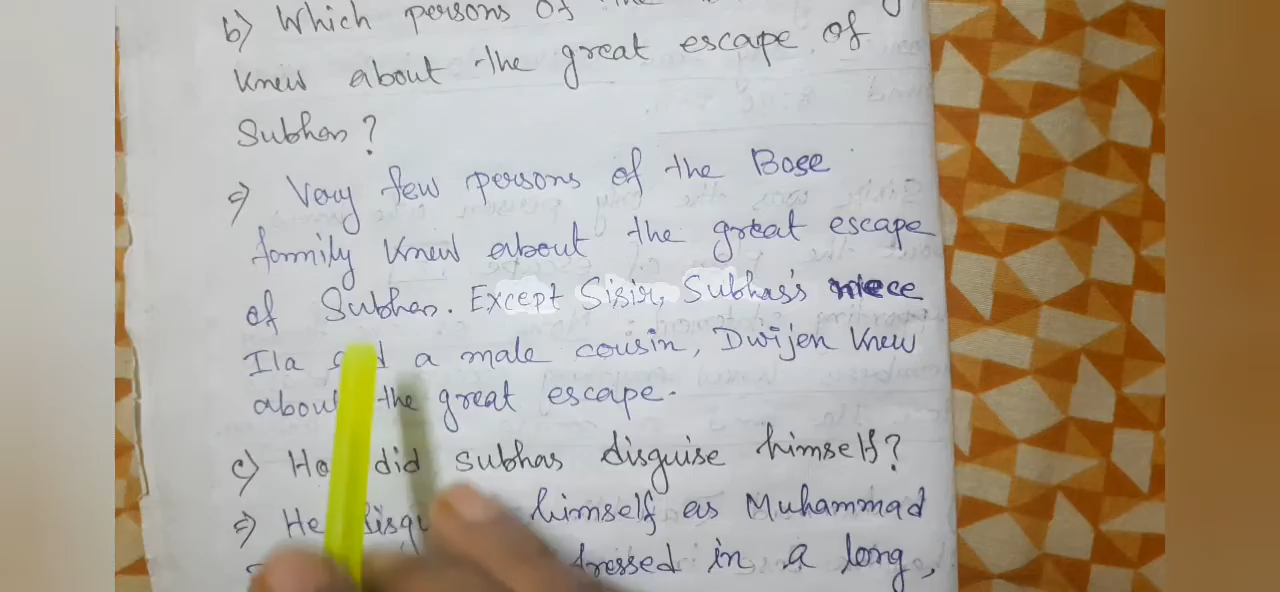 b) Which persons of the
knew about the great escape of
Subhas?
⇒ Very few persons of the Bose
family knew about the great escape
of Subhas. Except Sisir, Subhas's niece
Ila a male cousin, Dwijen knew
about the great escape.
c) did Subhas disguise himself?
⇒ He himself as Muhammad
dressed in a long,